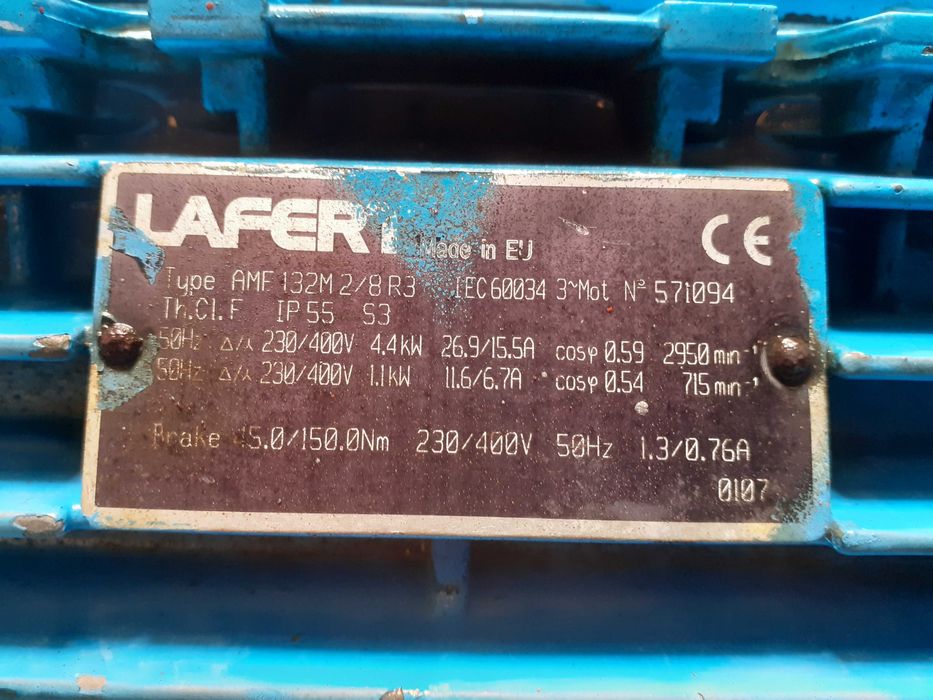 LAFERT
Made in EU
CE
Type AMF 132M 2/8 R3 IEC 60034 3~Mot Nº 571094
Th.Cl.F IP 55 S3
50Hz Δ/⅄ 230/400V 4.4kW 26.9/15.5A cosφ 0.59 2950 min⁻¹
50Hz Δ/⅄ 230/400V 1.1kW 11.6/6.7A cosφ 0.54 715 min⁻¹
Brake 150.0Nm 230/400V 50Hz 1.3/0.76A
0107